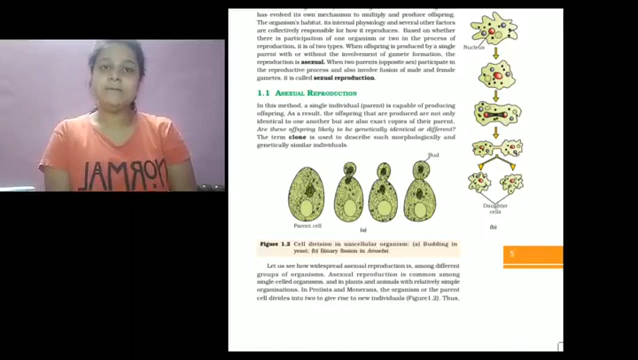 has evolved its own mechanism to multiply and produce offspring.
The organism's habitat, its internal physiology and several other factors
are collectively responsible for how it reproduces. Based on
whether there is participation of one organism or two in the process of
reproduction, it is of two types. When offspring is produced by a single
parent with or without the involvement of gamete formation, the
reproduction is asexual. When two parents (opposite sex) participate in
the reproductive process and also involve fusion of male and female
gametes, it is called sexual reproduction.
1.1 ASEXUAL REPRODUCTION
In this method, a single individual (parent) is capable of producing
offspring. As a result, the offspring that are produced are not only
identical to one another but are also exact copies of their parent.
Are these offspring likely to be genetically identical or different?
The term clone is used to describe such morphologically and
genetically similar individuals.
Bud
Parent cell
(a)
Figure 1.2 Cell division in unicellular organism: (a) Budding in
yeast; (b) Binary fission in Amoeba
Let us see how widespread asexual reproduction is, among different
groups of organisms. Asexual reproduction is common among
single-celled organisms, and in plants and animals with relatively simple
organisations. In Protists and Monerans, the organism or the parent
cell divides into two to give rise to new individuals (Figure1.2). Thus,
Nucleus
Daughter
cells
(b)
5
NORMAL